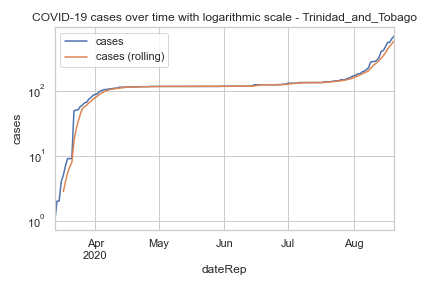 COVID-19 cases over time with logarithmic scale - Trinidad_and_Tobago
cases
cases (rolling)
10²
10¹
10⁰
cases
Apr
2020
May
Jun
Jul
Aug
dateRep